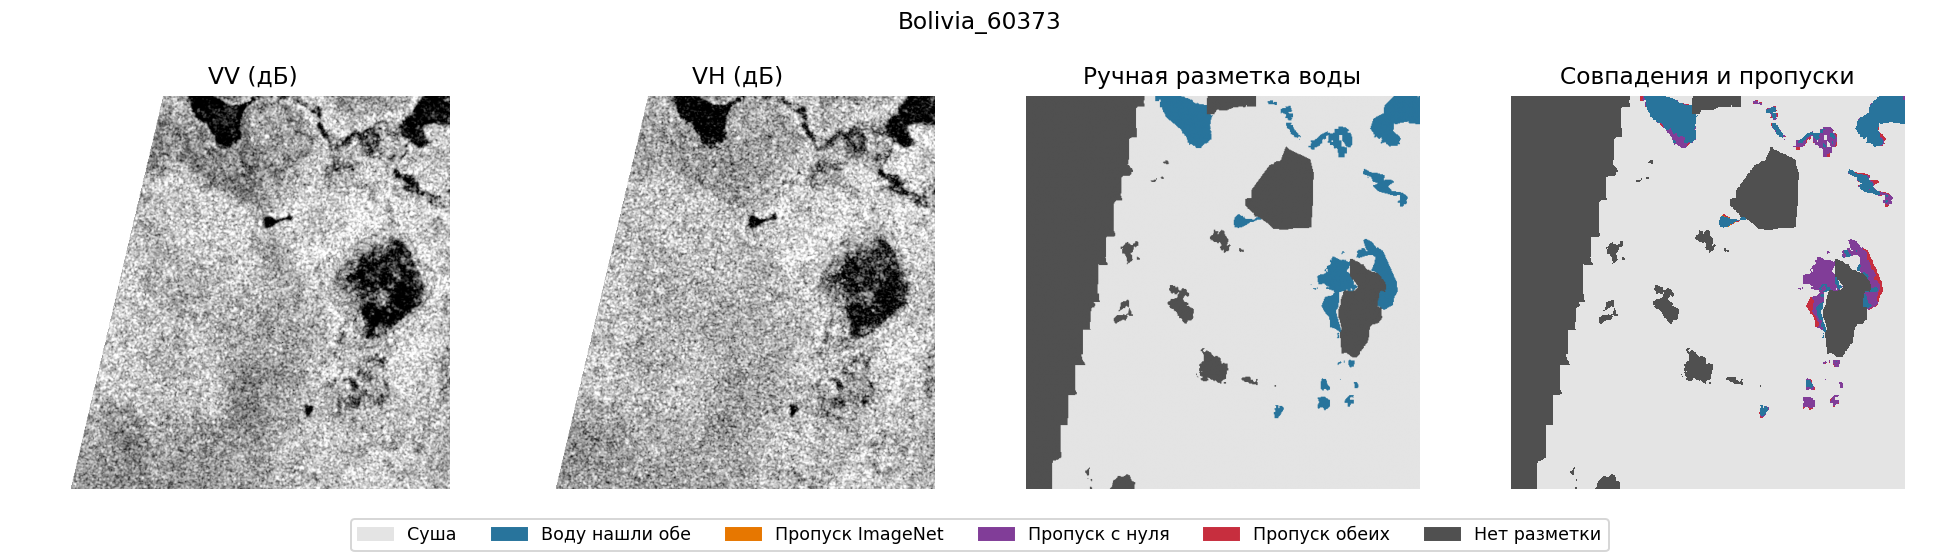 Bolivia_60373
VV (дБ)
VH (дБ)
Ручная разметка воды
Совпадения и пропуски
Суша
Воду нашли обе
Пропуск ImageNet
Пропуск с нуля
Пропуск обеих
Нет разметки